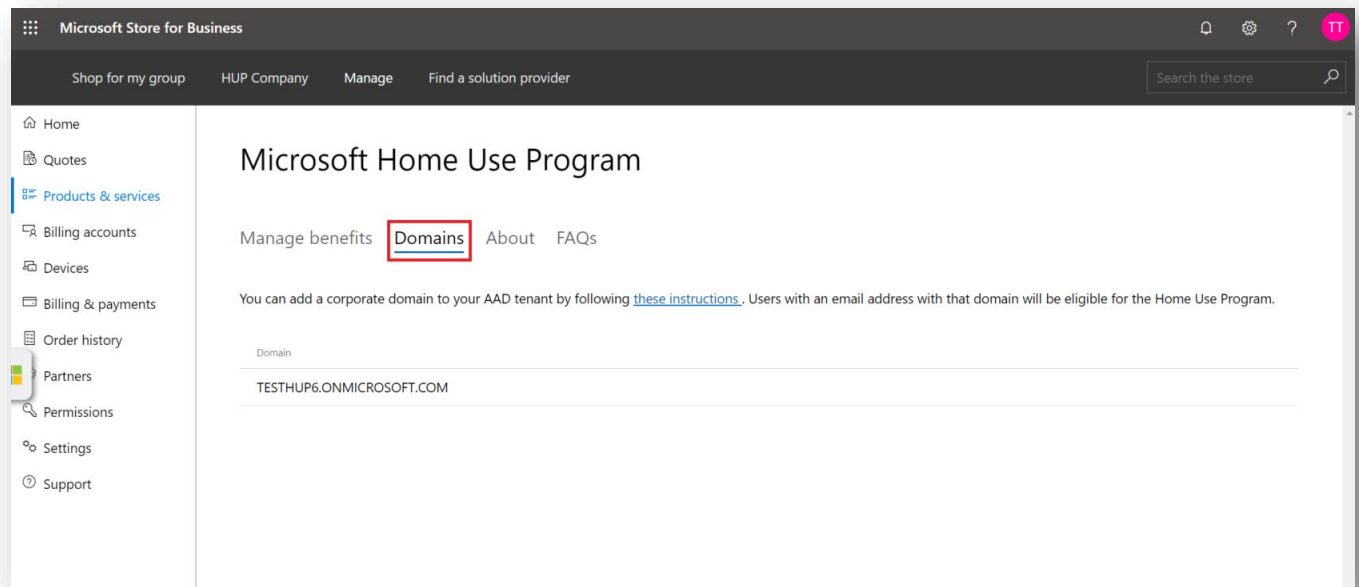 Microsoft Store for Business
TT
Shop for my group HUP Company Manage Find a solution provider Search the store
Home
Quotes
Products & services
Billing accounts
Devices
Billing & payments
Order history
Partners
Permissions
Settings
Support
Microsoft Home Use Program
Manage benefits Domains About FAQs
You can add a corporate domain to your AAD tenant by following these instructions . Users with an email address with that domain will be eligible for the Home Use Program.
Domain
TESTHUP6.ONMICROSOFT.COM